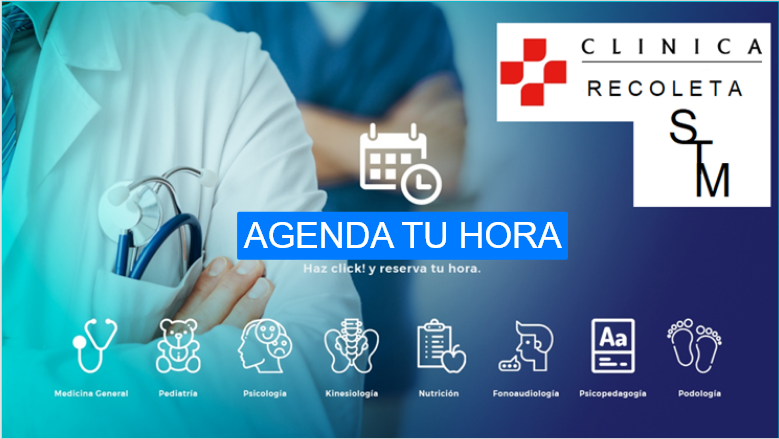 CLINICA
RECOLETA
STM
AGENDA TU HORA
Haz click! y reserva tu hora.
Aa
Medicina General
Pediatría
Psicología
Kinesiología
Nutrición
Fonoaudiología
Psicopedagogía
Podología